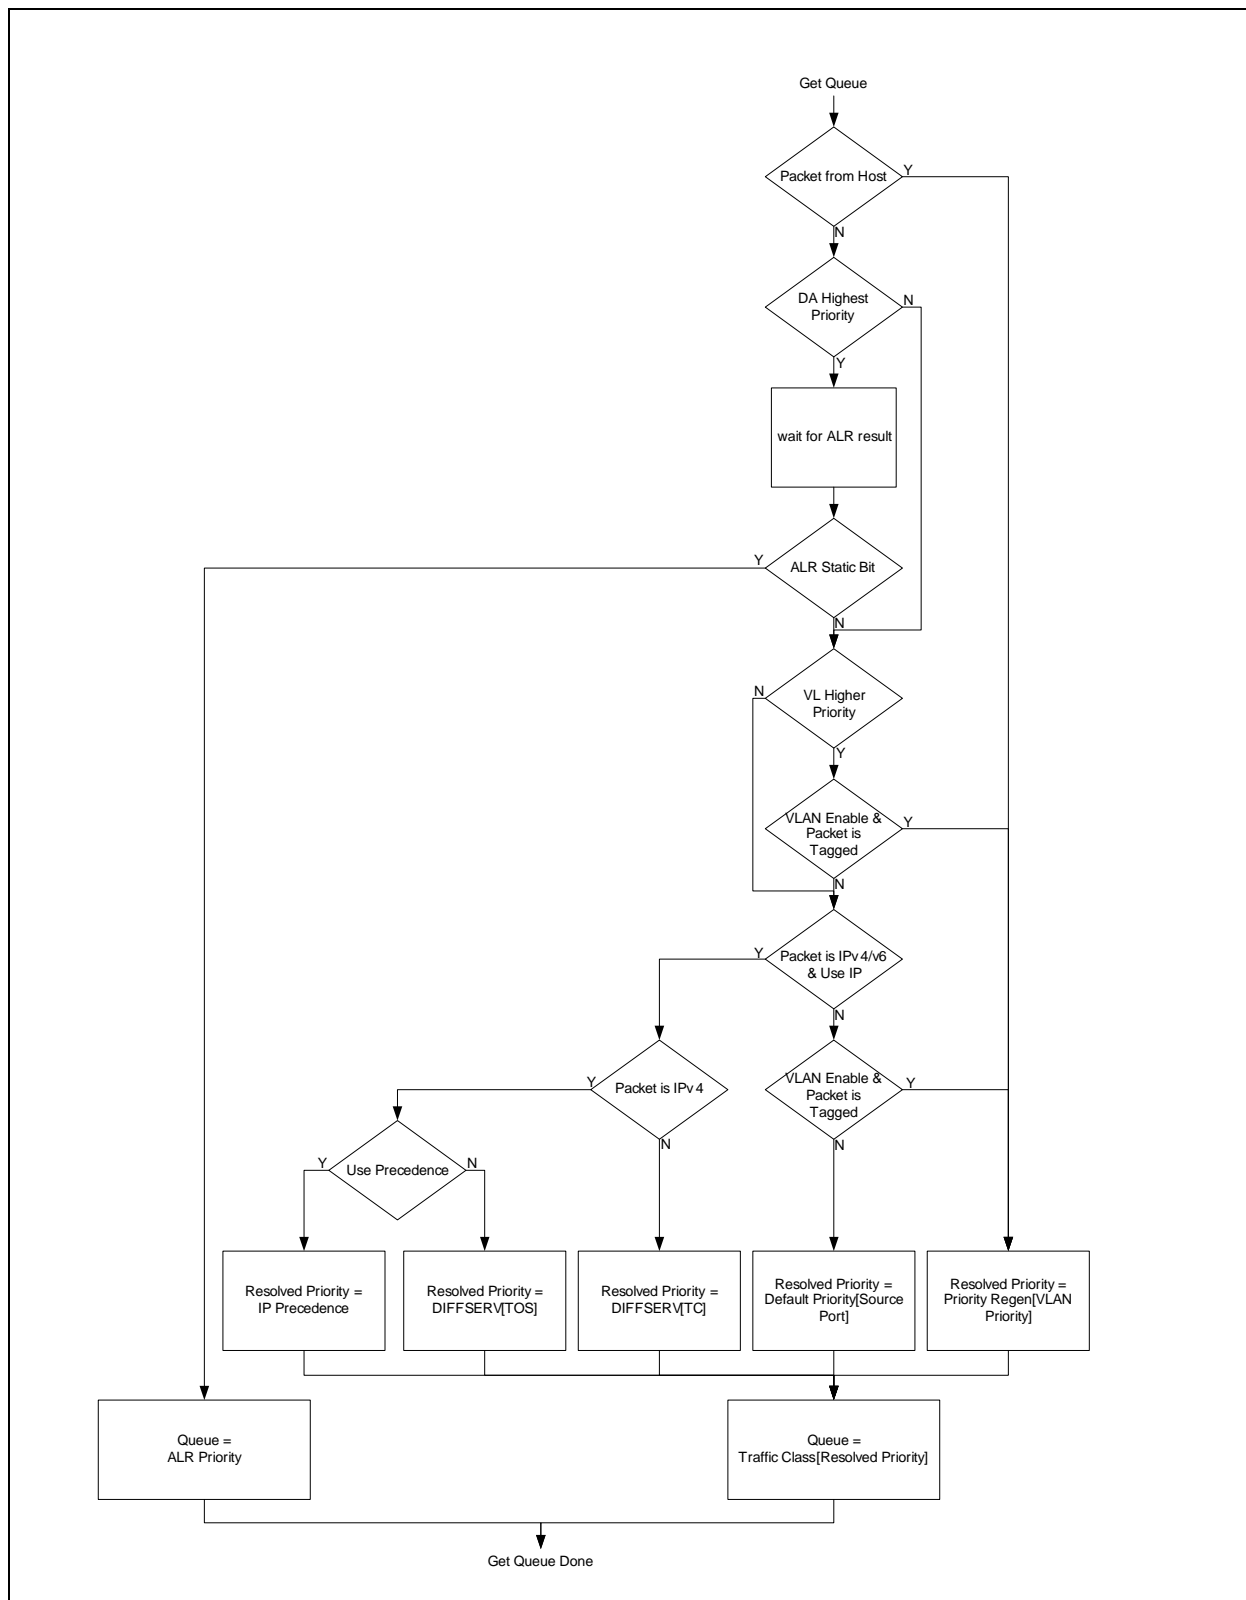 Get Queue
Packet from Host
Y
N
DA Highest
Priority
N
Y
wait for ALR result
Y
ALR Static Bit
N
N
VL Higher
Priority
Y
VLAN Enable &
Packet is
Tagged
Y
N
Y
Packet is IPv4/v6
& Use IP
N
Y
Packet is IPv4
N
VLAN Enable &
Packet is
Tagged
Y
N
Y
Use Precedence
N
Resolved Priority =
IP Precedence
Resolved Priority =
DIFFSERV[TOS]
Resolved Priority =
DIFFSERV[TC]
Resolved Priority =
Default Priority[Source
Port]
Resolved Priority =
Priority Regen[VLAN
Priority]
Queue =
ALR Priority
Queue =
Traffic Class[Resolved Priority]
Get Queue Done